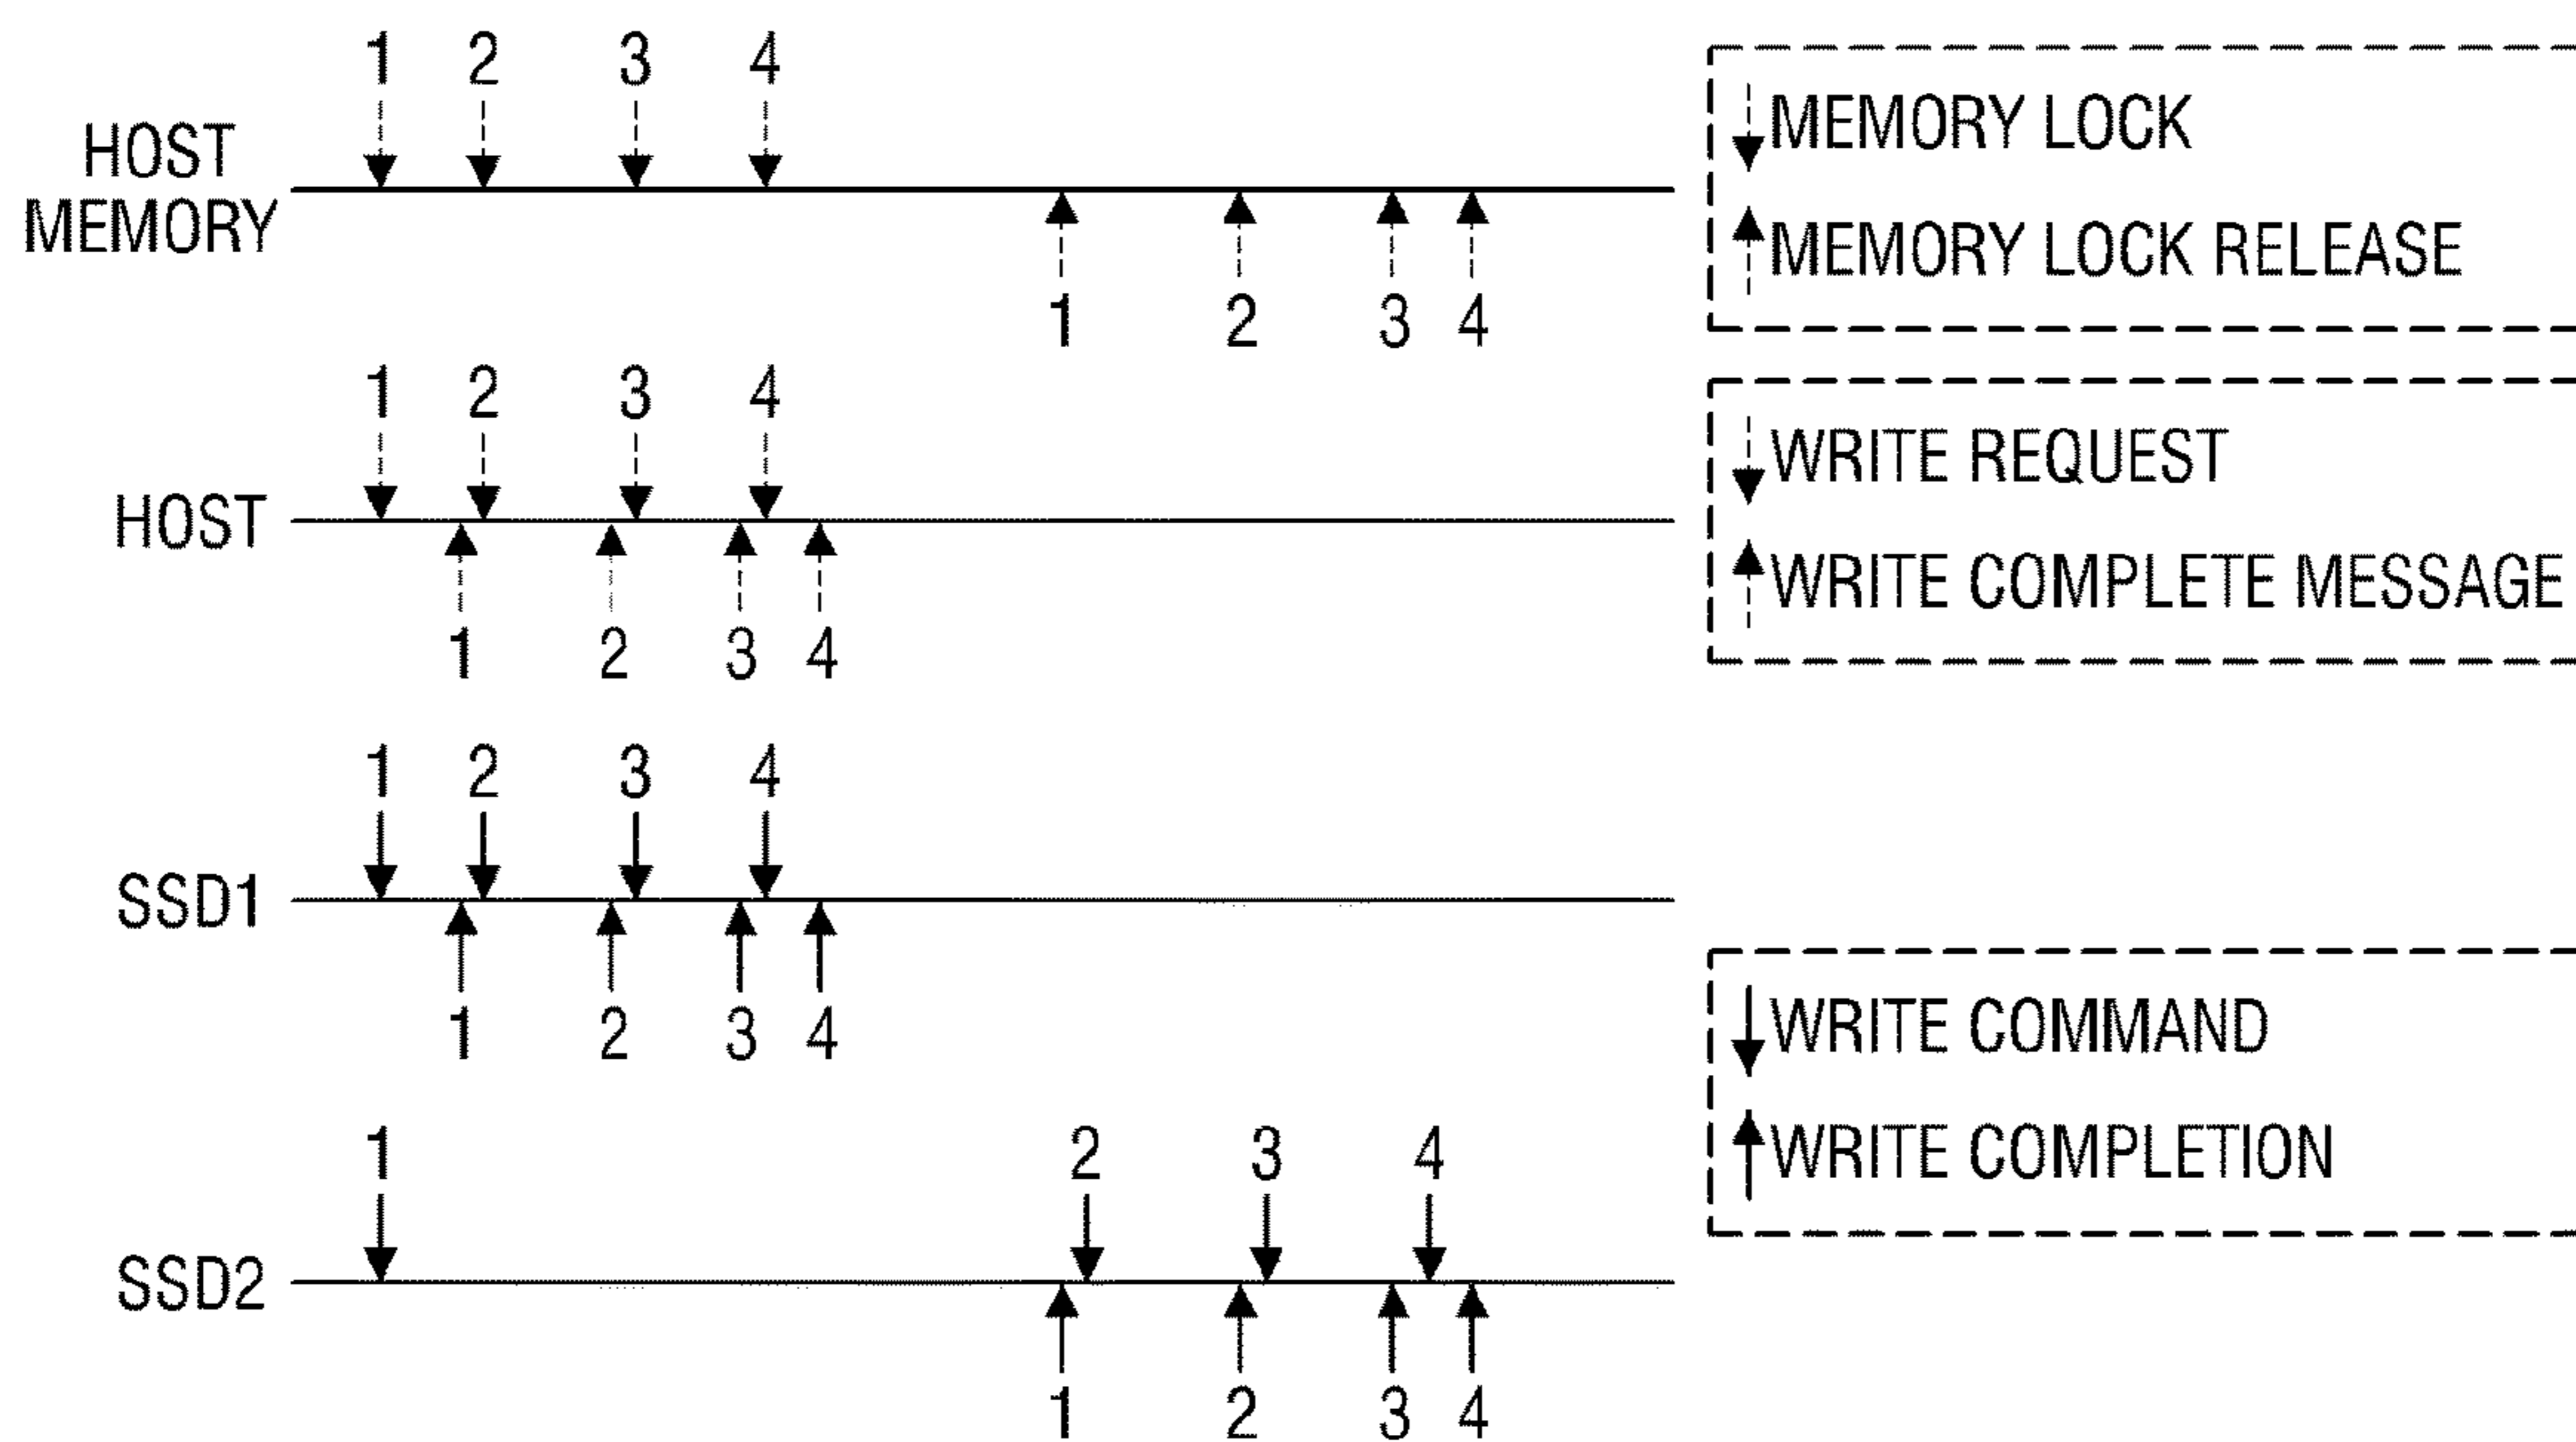 1 2 3 4
HOST
MEMORY
1 2 3 4
MEMORY LOCK
MEMORY LOCK RELEASE
1 2 3 4
HOST
1 2 3 4
WRITE REQUEST
WRITE COMPLETE MESSAGE
1 2 3 4
SSD1
1 2 3 4
WRITE COMMAND
WRITE COMPLETION
1 2 3 4
SSD2
1 2 3 4